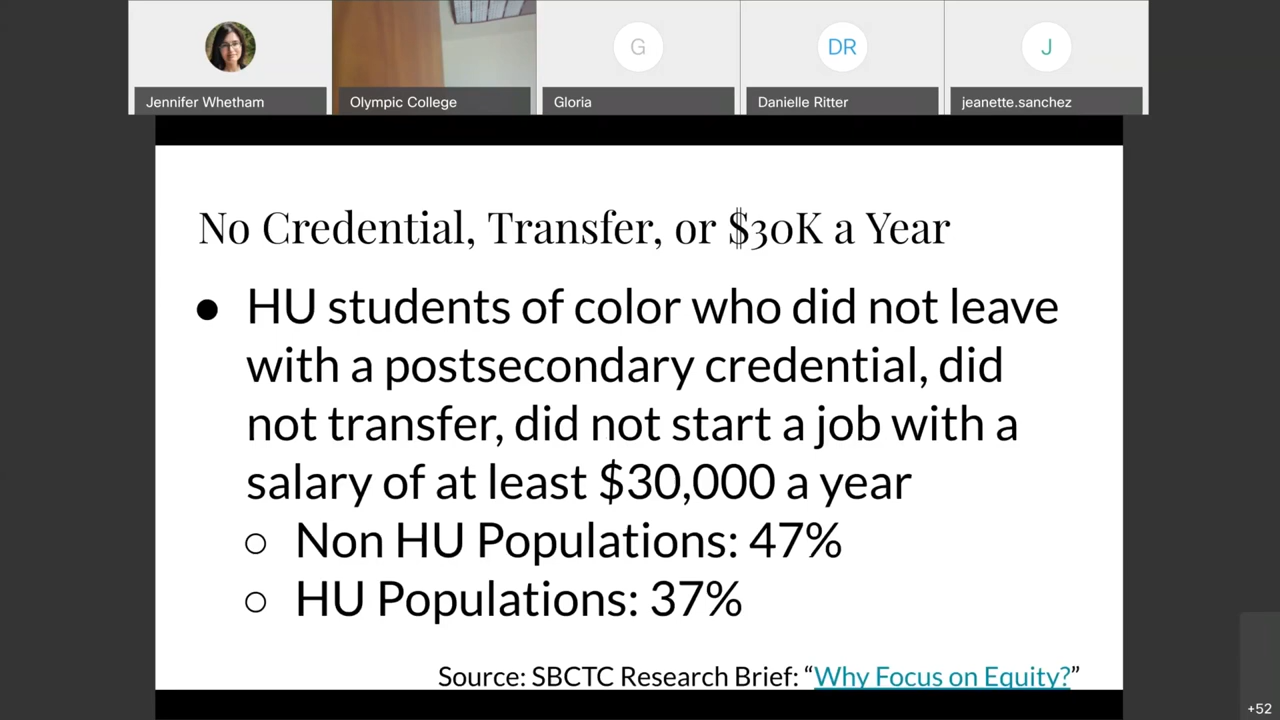 G
DR
J
Jennifer Whetham
Olympic College
Gloria
Danielle Ritter
jeanette.sanchez
No Credential, Transfer, or $30K a Year
● HU students of color who did not leave
with a postsecondary credential, did
not transfer, did not start a job with a
salary of at least $30,000 a year
○ Non HU Populations: 47%
○ HU Populations: 37%
Source: SBCTC Research Brief: “Why Focus on Equity?”
+52